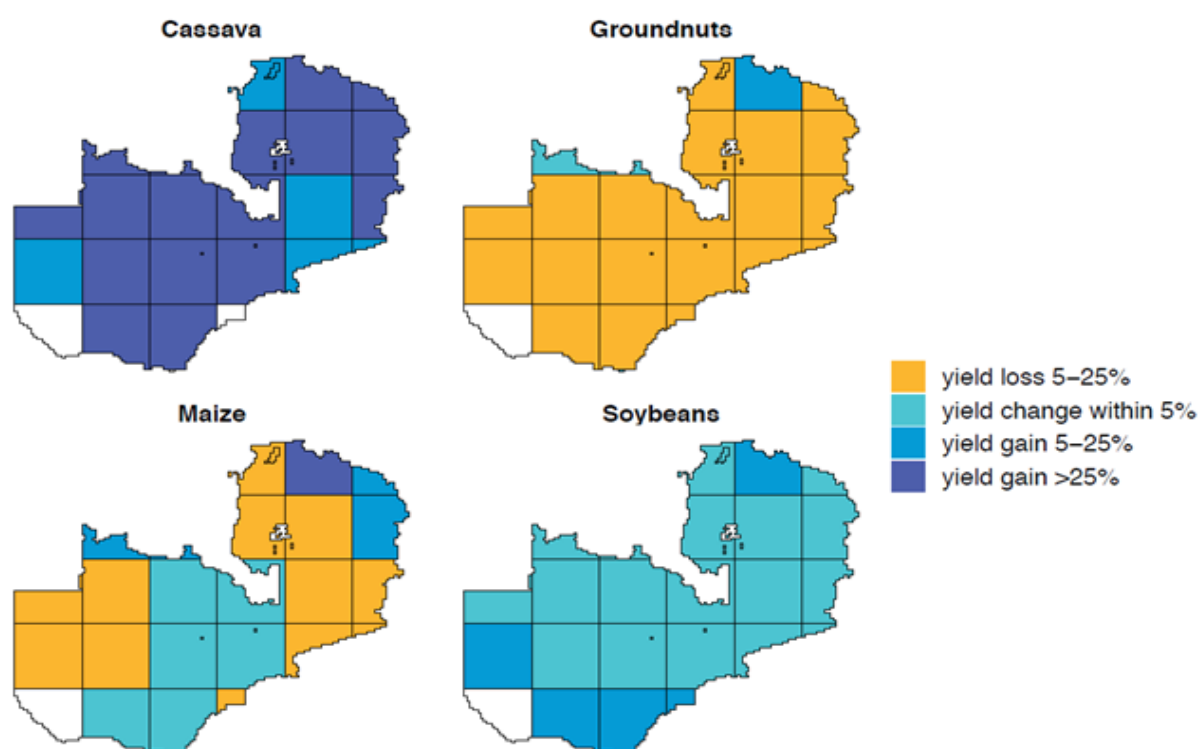 Cassava
Groundnuts
yield loss 5–25%
yield change within 5%
yield gain 5–25%
yield gain >25%
Maize
Soybeans